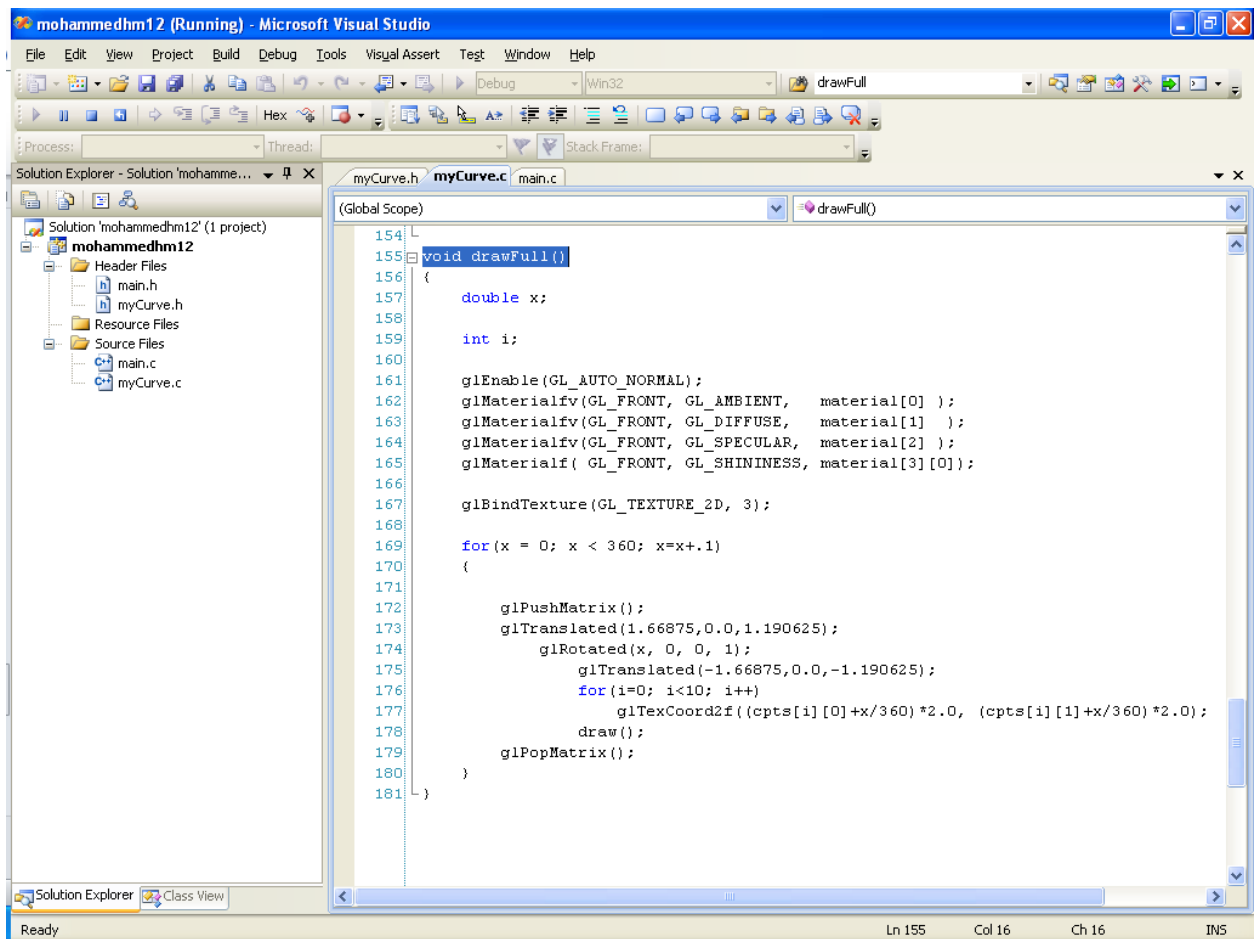 mohammedhm12 (Running) - Microsoft Visual Studio
File Edit View Project Build Debug Tools Visual Assert Test Window Help
Debug Win32 drawFull
Hex
Process: Thread: Stack Frame:
Solution Explorer - Solution 'mohamme...
myCurve.h myCurve.c main.c
(Global Scope) drawFull()
Solution 'mohammedhm12' (1 project)
mohammedhm12
Header Files
main.h
myCurve.h
Resource Files
Source Files
main.c
myCurve.c
154
155 void drawFull()
156 {
157 double x;
158
159 int i;
160
161 glEnable(GL_AUTO_NORMAL);
162 glMaterialfv(GL_FRONT, GL_AMBIENT, material[0] );
163 glMaterialfv(GL_FRONT, GL_DIFFUSE, material[1] );
164 glMaterialfv(GL_FRONT, GL_SPECULAR, material[2] );
165 glMaterialf( GL_FRONT, GL_SHININESS, material[3][0]);
166
167 glBindTexture(GL_TEXTURE_2D, 3);
168
169 for(x = 0; x < 360; x=x+.1)
170 {
171
172 glPushMatrix();
173 glTranslated(1.66875,0.0,1.190625);
174 glRotated(x, 0, 0, 1);
175 glTranslated(-1.66875,0.0,-1.190625);
176 for(i=0; i<10; i++)
177 glTexCoord2f((cpts[i][0]+x/360)*2.0, (cpts[i][1]+x/360)*2.0);
178 draw();
179 glPopMatrix();
180 }
181 }
Solution Explorer Class View
Ready Ln 155 Col 16 Ch 16 INS